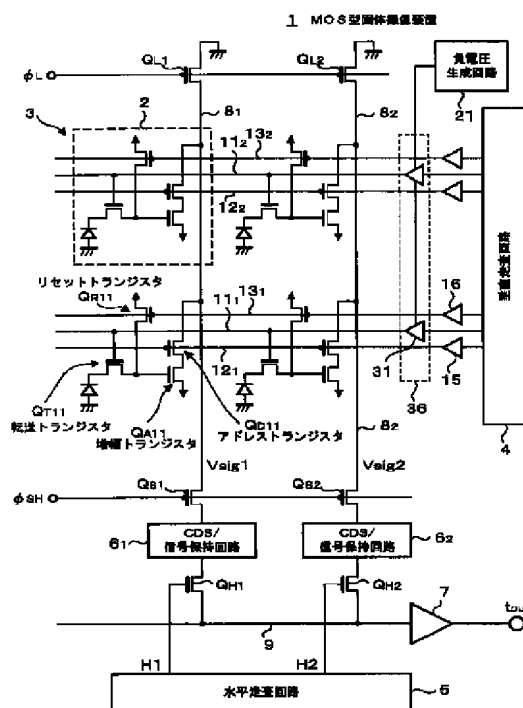 1 MOS型固体撮像装置
QL1
QL2
φL
負電圧
生成回路
21
3
2
8₁
8₂
13₂
11₂
12₂
リセットトランジスタ
QR11
13₁
11₁
12₁
16
31
15
36
垂直走査回路
4
QT11
転送トランジスタ
QA11
増幅トランジスタ
QD11
アドレストランジスタ
8₂
Vsig1
Vsig2
QS1
QS2
φSH
CDS/
信号保持回路
6₁
CDS/
信号保持回路
6₂
QH1
QH2
7
tout
9
H1
H2
水平走査回路
5